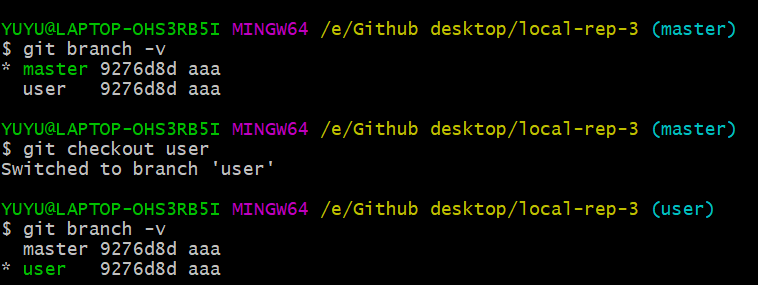 YUYU@LAPTOP-OHS3RB5I MINGW64 /e/Github desktop/local-rep-3 (master)
$ git branch -v
* master 9276d8d aaa
  user   9276d8d aaa

YUYU@LAPTOP-OHS3RB5I MINGW64 /e/Github desktop/local-rep-3 (master)
$ git checkout user
Switched to branch 'user'

YUYU@LAPTOP-OHS3RB5I MINGW64 /e/Github desktop/local-rep-3 (user)
$ git branch -v
  master 9276d8d aaa
* user   9276d8d aaa